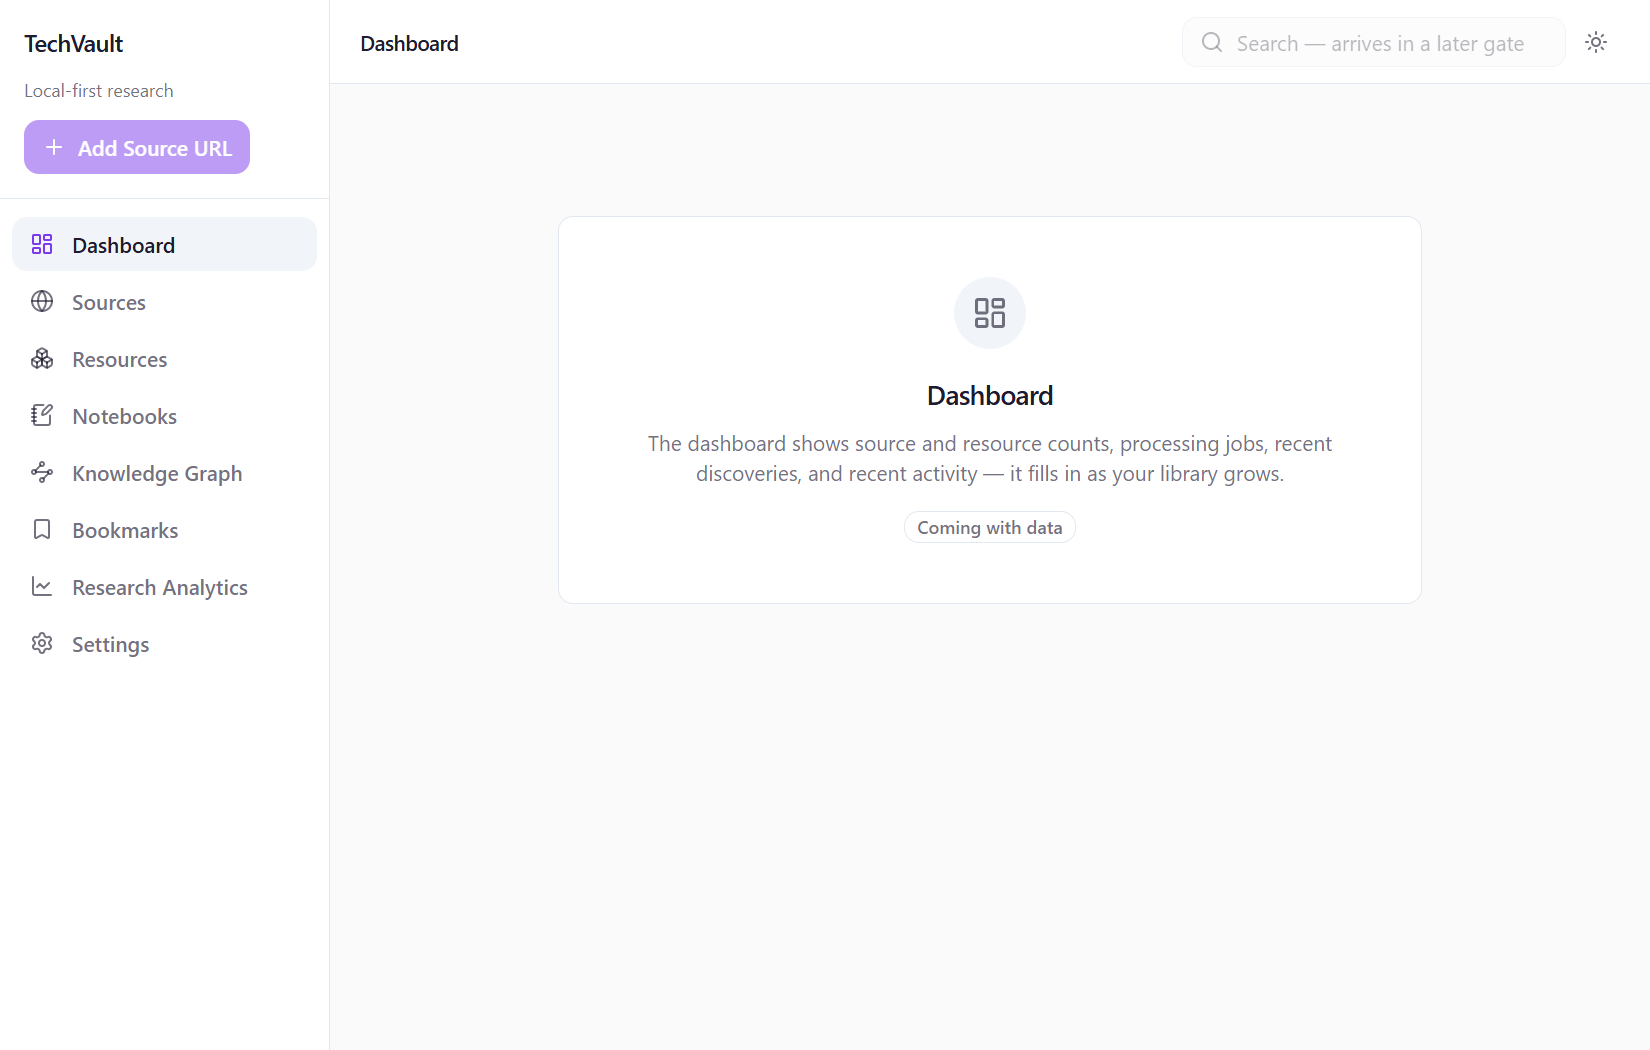 TechVault
Local-first research
Add Source URL
Dashboard
Sources
Resources
Notebooks
Knowledge Graph
Bookmarks
Research Analytics
Settings
Dashboard
Search — arrives in a later gate
Dashboard
The dashboard shows source and resource counts, processing jobs, recent
discoveries, and recent activity — it fills in as your library grows.
Coming with data